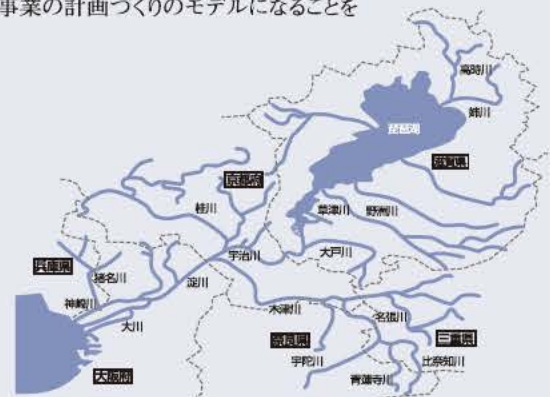 事業の計画づくりのモデルになることを
高時川
姉川
琵琶湖
滋賀県
京都府
桂川
草津川
野洲川
兵庫県
猪名川
宇治川
大戸川
淀川
神崎川
大川
木津川
名張川
奈良県
三重県
宇陀川
比奈知川
大阪府
青蓮寺川